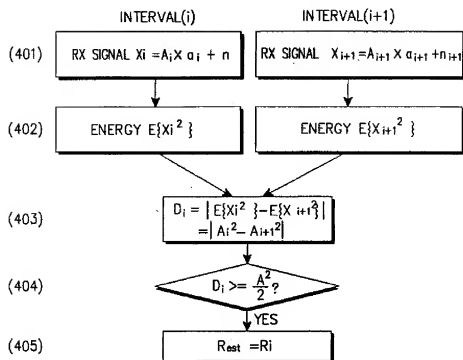 INTERVAL(i) INTERVAL(i+1)
(401) RX SIGNAL Xi =Ai X ai + n RX SIGNAL Xi+1=Ai+1 X ai+1+ni+1
(402) ENERGY E{Xi²} ENERGY E{Xi+1²}
(403) Di = | E{Xi²} -E{X i+1²}|
=| Ai²- Ai+1²|
(404) Di >= A²/2 ?
YES
(405) Rest =Ri